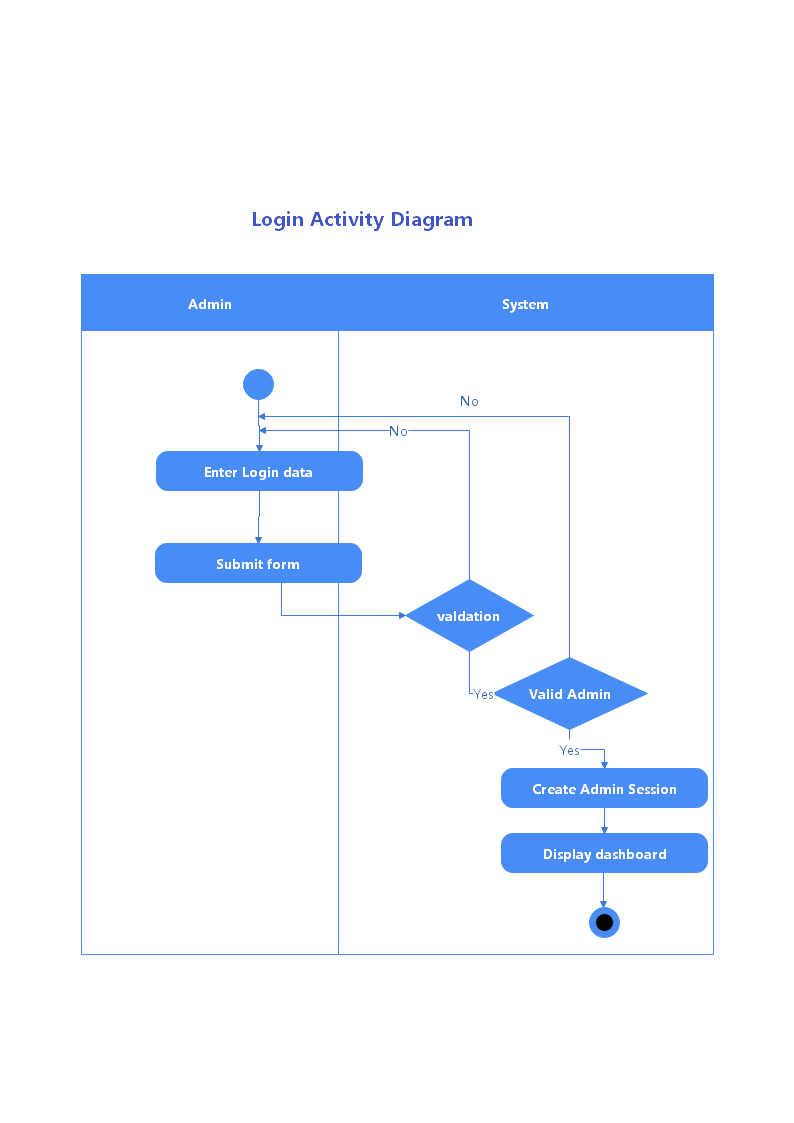 Login Activity Diagram
Admin
System
No
No
Enter Login data
Submit form
valdation
Yes
Valid Admin
Yes
Create Admin Session
Display dashboard